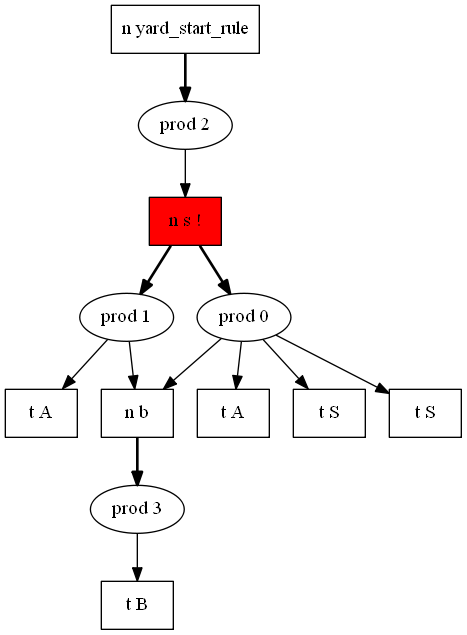 n yard_start_rule
prod 2
n s !
prod 1
prod 0
t A
n b
t A
t S
t S
prod 3
t B